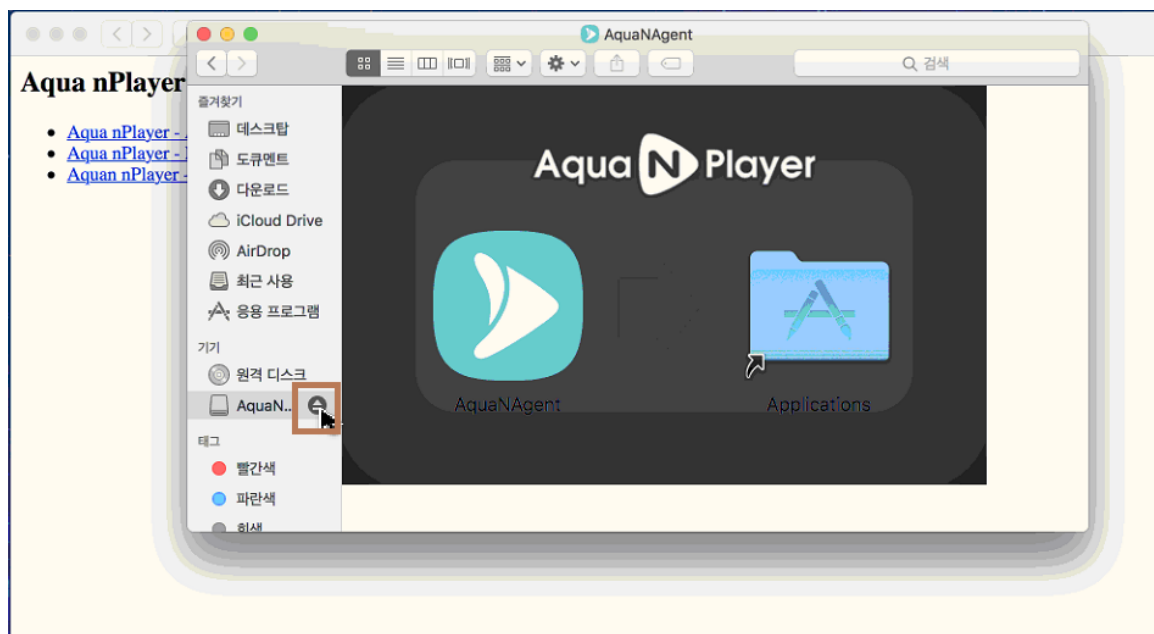 AquaNAgent
검색
Aqua nPlayer
Aqua nPlayer -
Aqua nPlayer -
Aquan nPlayer -
즐겨찾기
데스크탑
도큐멘트
다운로드
iCloud Drive
AirDrop
최근 사용
응용 프로그램
기기
원격 디스크
AquaN..
태그
빨간색
파란색
회색
Aqua N Player
AquaNAgent
Applications